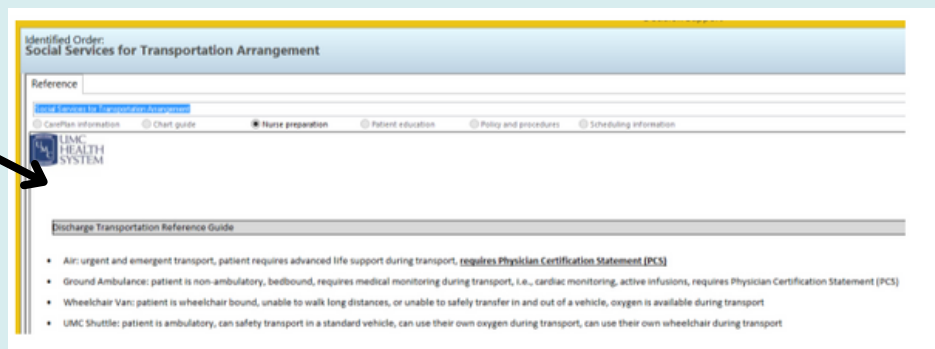 Identified Order:
Social Services for Transportation Arrangement
Reference
Social Services for Transportation Arrangement
CarePlan information Chart guide Nurse preparation Patient education Policy and procedures Scheduling information
UMC
HEALTH
SYSTEM
Discharge Transportation Reference Guide
• Air: urgent and emergent transport, patient requires advanced life support during transport, requires Physician Certification Statement (PCS)
• Ground Ambulance: patient is non-ambulatory, bedbound, requires medical monitoring during transport, i.e., cardiac monitoring, active infusions, requires Physician Certification Statement (PCS)
• Wheelchair Van: patient is wheelchair bound, unable to walk long distances, or unable to safely transfer in and out of a vehicle, oxygen is available during transport
• UMC Shuttle: patient is ambulatory, can safety transport in a standard vehicle, can use their own oxygen during transport, can use their own wheelchair during transport